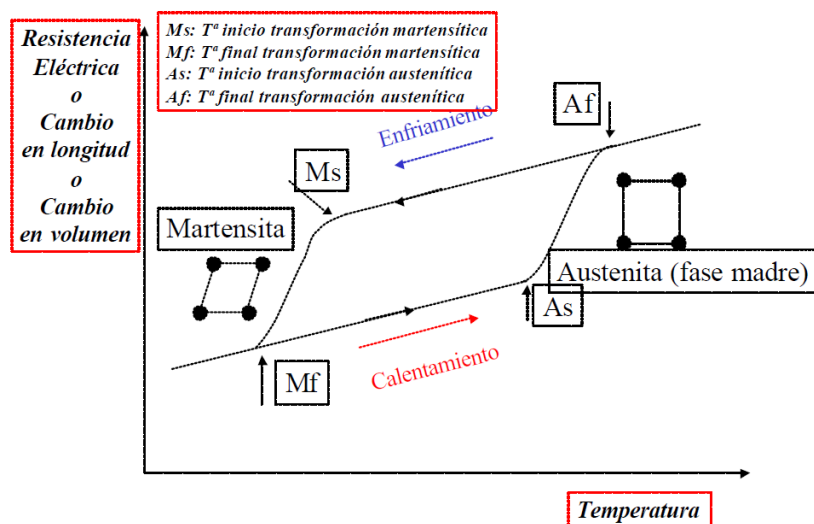 Resistencia
Eléctrica
o
Cambio
en longitud
o
Cambio
en volumen
Ms: Tª inicio transformación martensítica
Mf: Tª final transformación martensítica
As: Tª inicio transformación austenítica
Af: Tª final transformación austenítica
Enfriamiento
Af
Ms
Martensita
Austenita (fase madre)
As
Mf
Calentamiento
Temperatura